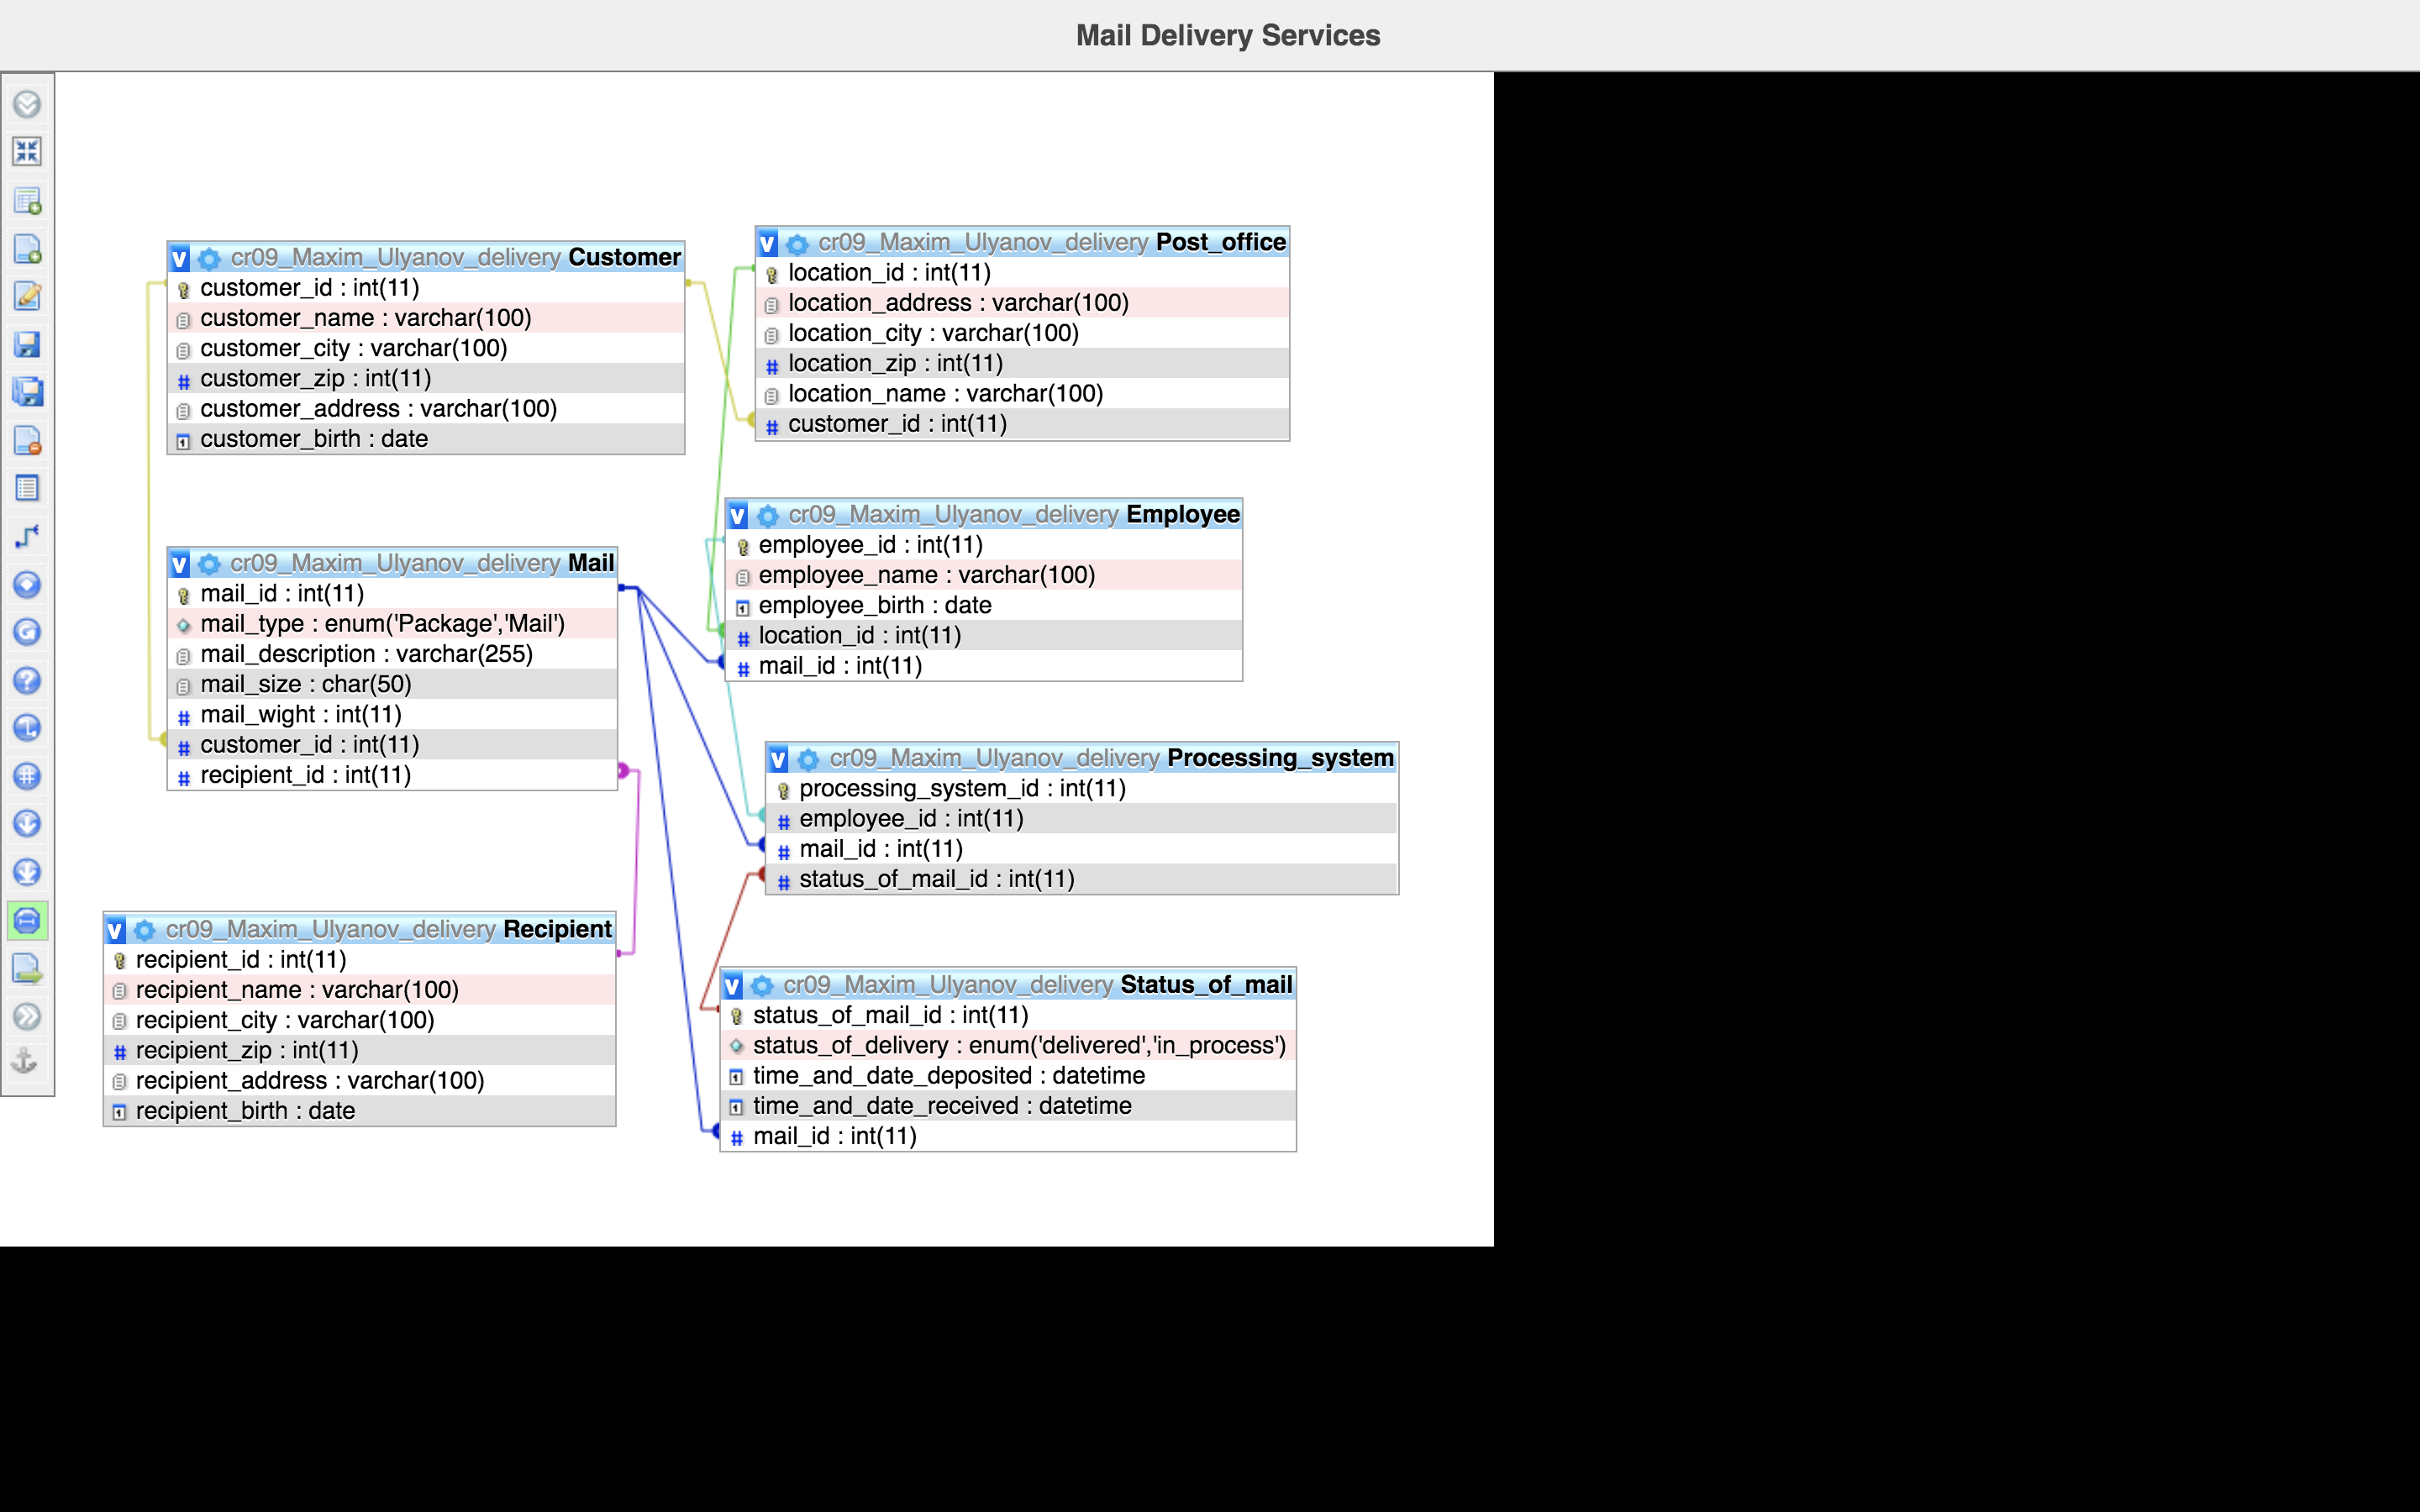 Mail Delivery Services
cr09_Maxim_Ulyanov_delivery Customer
customer_id : int(11)
customer_name : varchar(100)
customer_city : varchar(100)
customer_zip : int(11)
customer_address : varchar(100)
customer_birth : date
cr09_Maxim_Ulyanov_delivery Post_office
location_id : int(11)
location_address : varchar(100)
location_city : varchar(100)
location_zip : int(11)
location_name : varchar(100)
customer_id : int(11)
cr09_Maxim_Ulyanov_delivery Employee
employee_id : int(11)
employee_name : varchar(100)
employee_birth : date
location_id : int(11)
mail_id : int(11)
cr09_Maxim_Ulyanov_delivery Mail
mail_id : int(11)
mail_type : enum('Package','Mail')
mail_description : varchar(255)
mail_size : char(50)
mail_wight : int(11)
customer_id : int(11)
recipient_id : int(11)
cr09_Maxim_Ulyanov_delivery Processing_system
processing_system_id : int(11)
employee_id : int(11)
mail_id : int(11)
status_of_mail_id : int(11)
cr09_Maxim_Ulyanov_delivery Recipient
recipient_id : int(11)
recipient_name : varchar(100)
recipient_city : varchar(100)
recipient_zip : int(11)
recipient_address : varchar(100)
recipient_birth : date
cr09_Maxim_Ulyanov_delivery Status_of_mail
status_of_mail_id : int(11)
status_of_delivery : enum('delivered','in_process')
time_and_date_deposited : datetime
time_and_date_received : datetime
mail_id : int(11)